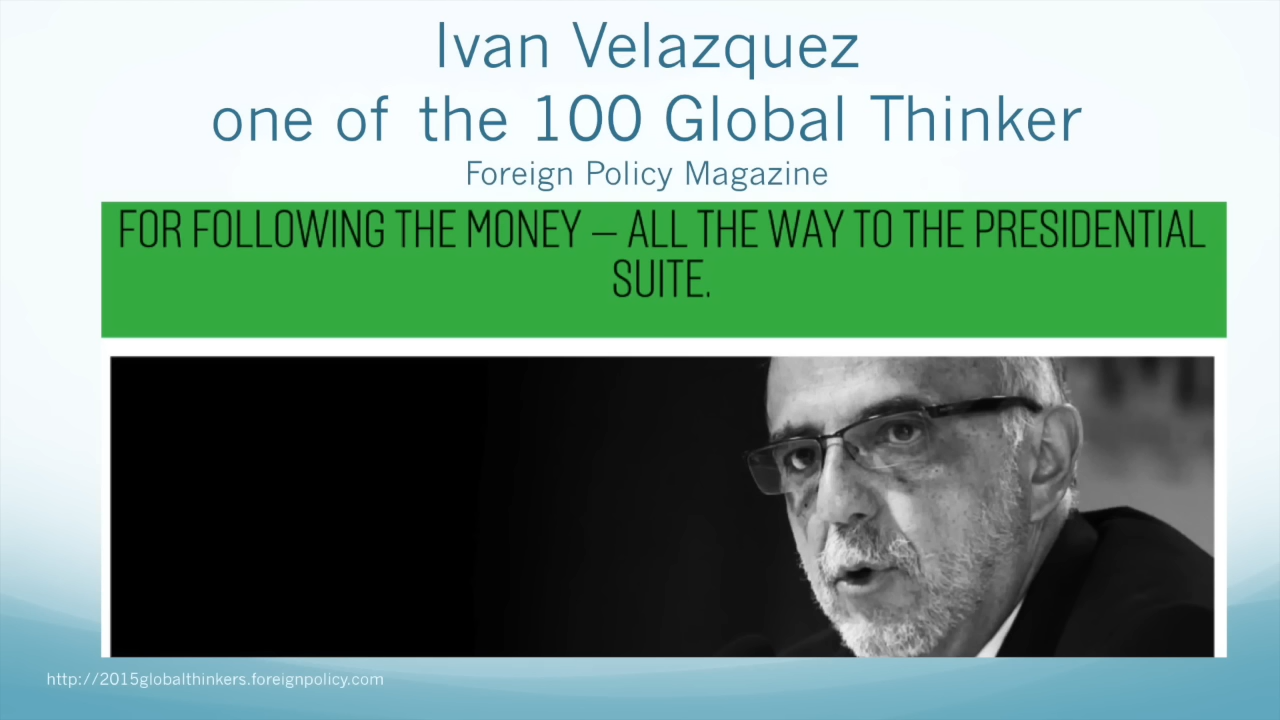 Ivan Velazquez
one of the 100 Global Thinker
Foreign Policy Magazine
FOR FOLLOWING THE MONEY — ALL THE WAY TO THE PRESIDENTIAL
SUITE.
http://2015globalthinkers.foreignpolicy.com